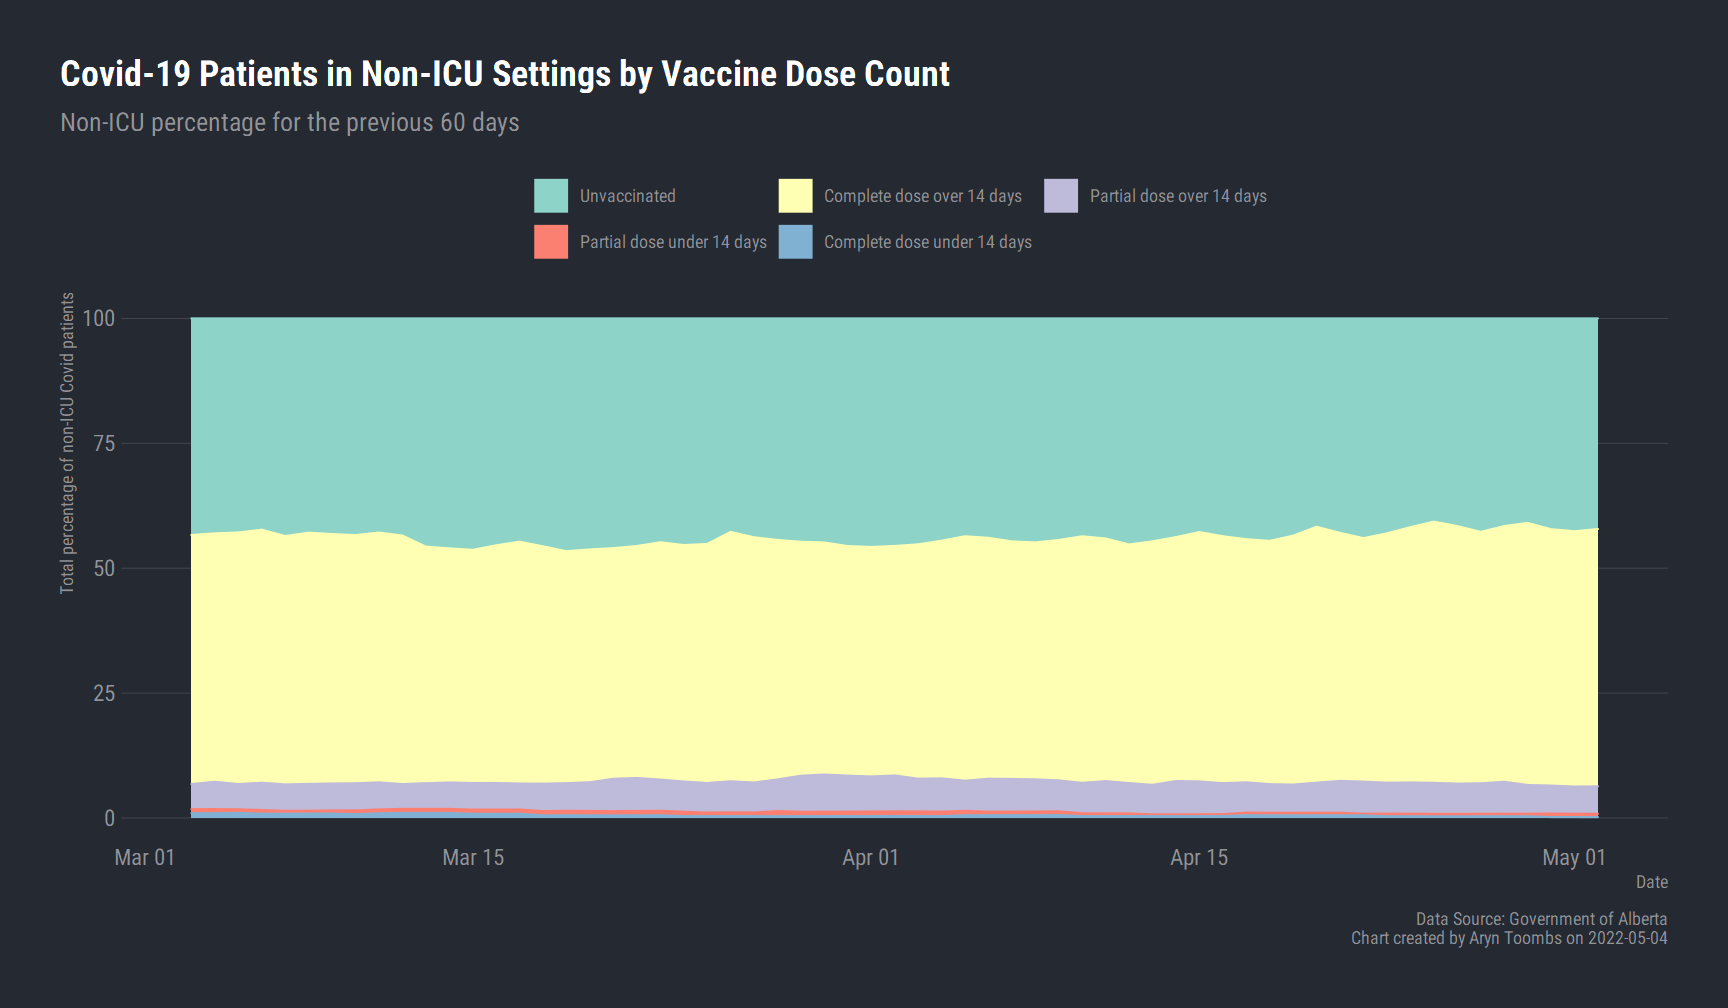 Covid-19 Patients in Non-ICU Settings by Vaccine Dose Count
Non-ICU percentage for the previous 60 days
Unvaccinated
Complete dose over 14 days
Partial dose over 14 days
Partial dose under 14 days
Complete dose under 14 days
Total percentage of non-ICU Covid patients
100
75
50
25
0
Mar 01
Mar 15
Apr 01
Apr 15
May 01
Date
Data Source: Government of Alberta
Chart created by Aryn Toombs on 2022-05-04